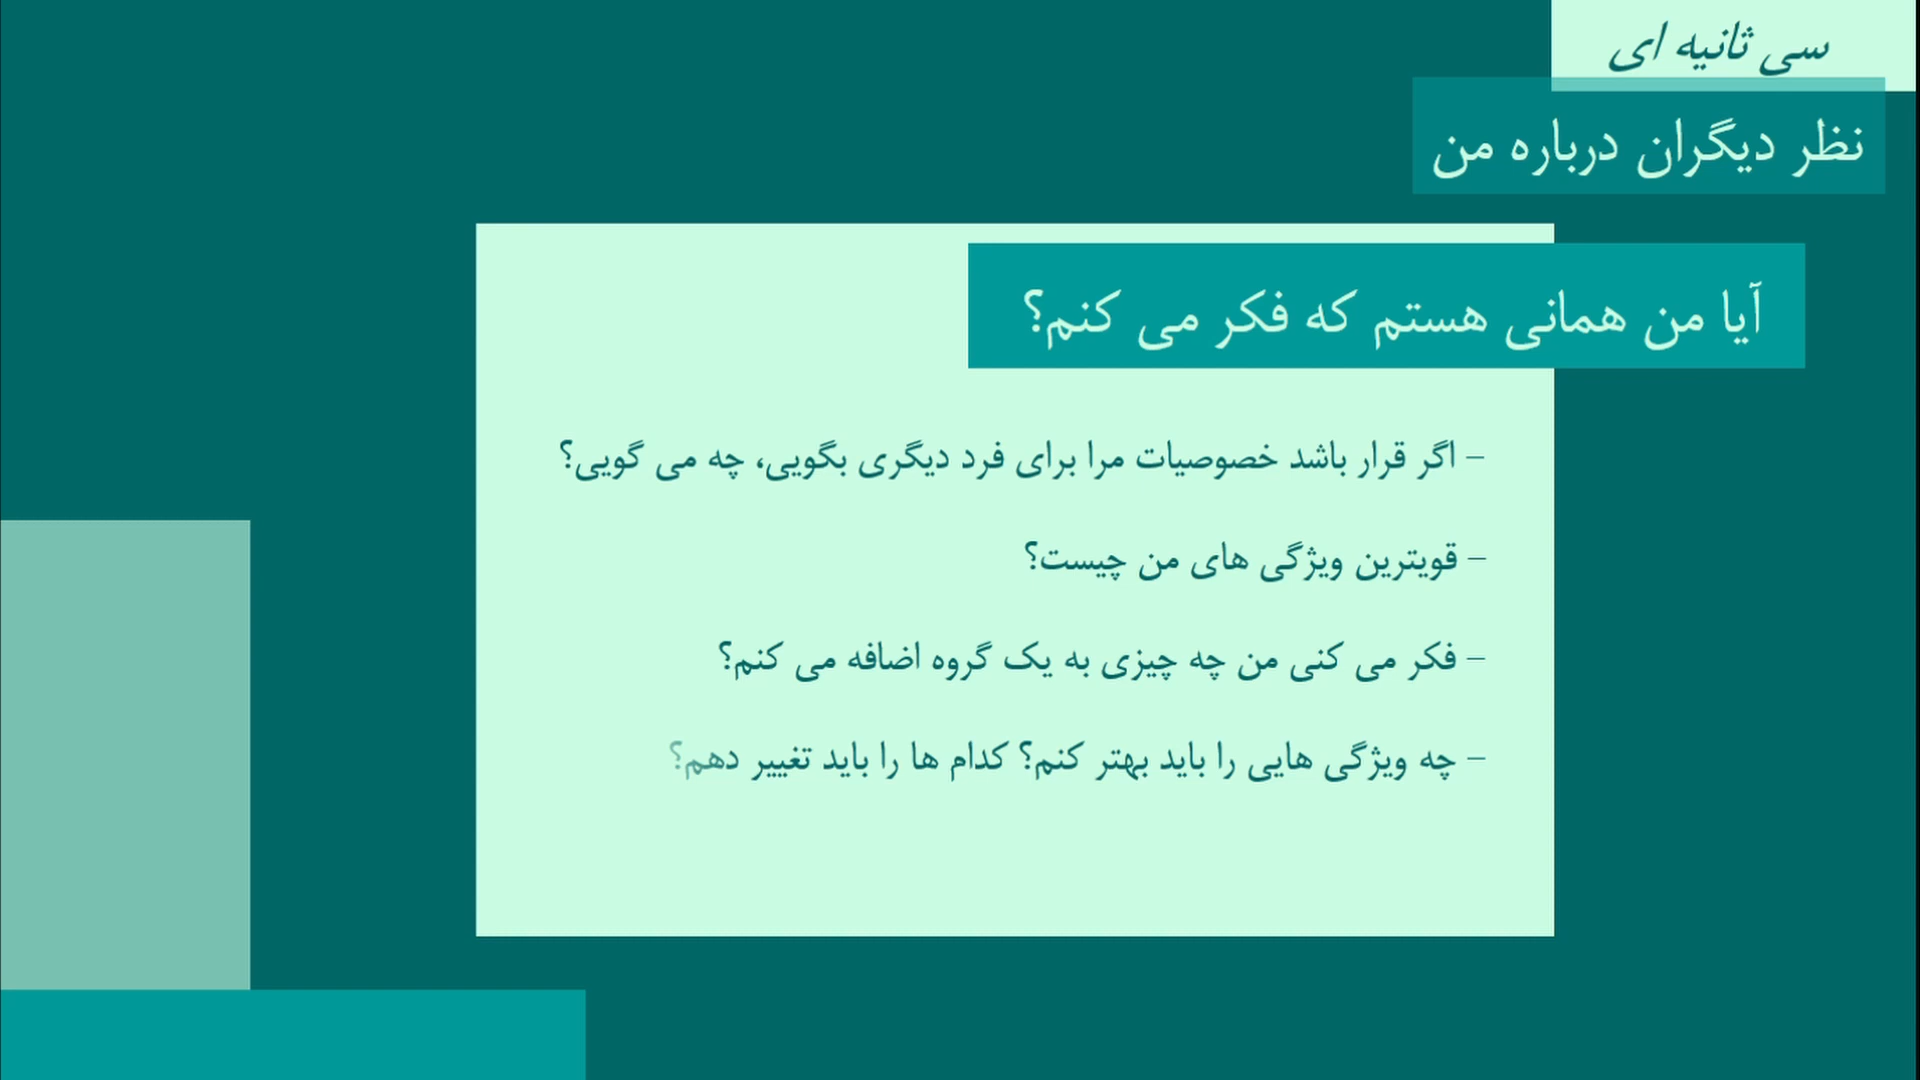 سی ثانیه ای
نظر دیگران درباره من
آیا من همانی هستم که فکر می کنم؟
- اگر قرار باشد خصوصیات مرا برای فرد دیگری بگویی، چه می گویی؟
- قویترین ویژگی های من چیست؟
- فکر می کنی من چه چیزی به یک گروه اضافه می کنم؟
- چه ویژگی هایی را باید بهتر کنم؟ کدام ها را باید تغییر دهم؟